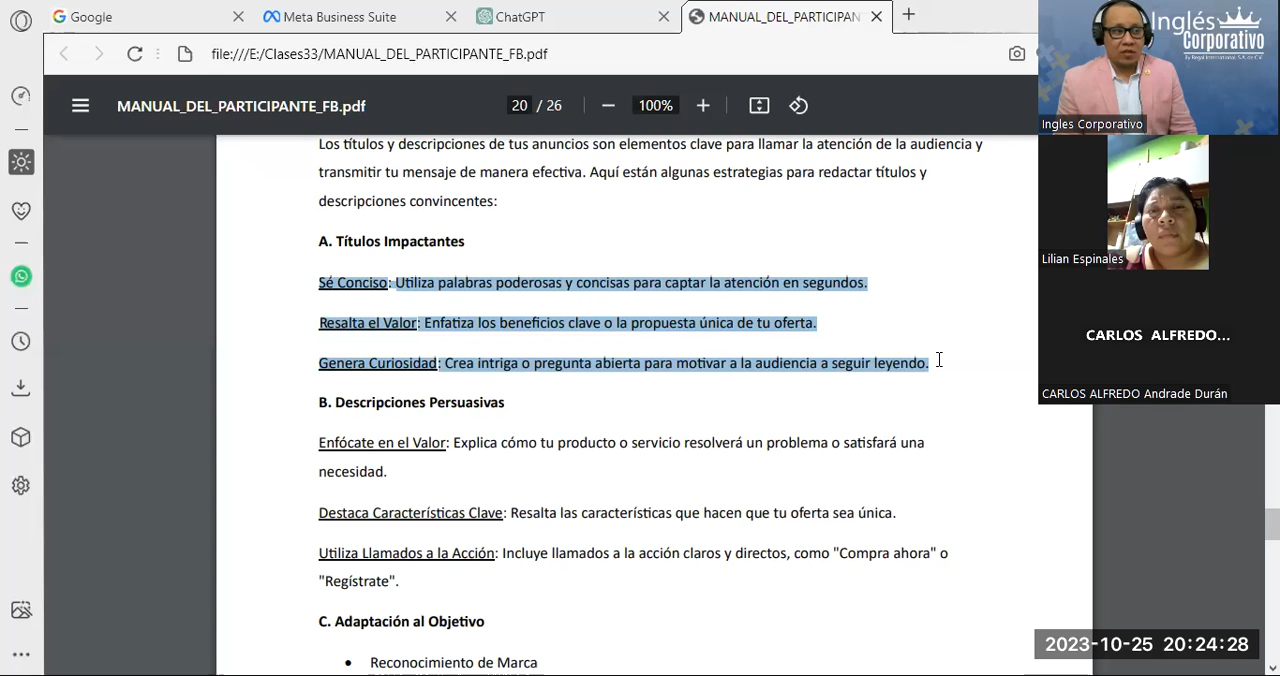 Google
Meta Business Suite
ChatGPT
MANUAL_DEL_PARTICIPAN
file:///E:/Clases33/MANUAL_DEL_PARTICIPANTE_FB.pdf
MANUAL_DEL_PARTICIPANTE_FB.pdf
20 / 26
100%
Los títulos y descripciones de tus anuncios son elementos clave para llamar la atención de la audiencia y
transmitir tu mensaje de manera efectiva. Aquí están algunas estrategias para redactar títulos y
descripciones convincentes:
A. Títulos Impactantes
Sé Conciso: Utiliza palabras poderosas y concisas para captar la atención en segundos.
Resalta el Valor: Enfatiza los beneficios clave o la propuesta única de tu oferta.
Genera Curiosidad: Crea intriga o pregunta abierta para motivar a la audiencia a seguir leyendo.
B. Descripciones Persuasivas
Enfócate en el Valor: Explica cómo tu producto o servicio resolverá un problema o satisfará una
necesidad.
Destaca Características Clave: Resalta las características que hacen que tu oferta sea única.
Utiliza Llamados a la Acción: Incluye llamados a la acción claros y directos, como "Compra ahora" o
"Regístrate".
C. Adaptación al Objetivo
• Reconocimiento de Marca
Inglés
Corporativo
Ingles Corporativo
Lilian Espinales
CARLOS ALFREDO...
CARLOS ALFREDO Andrade Durán
2023-10-25 20:24:28